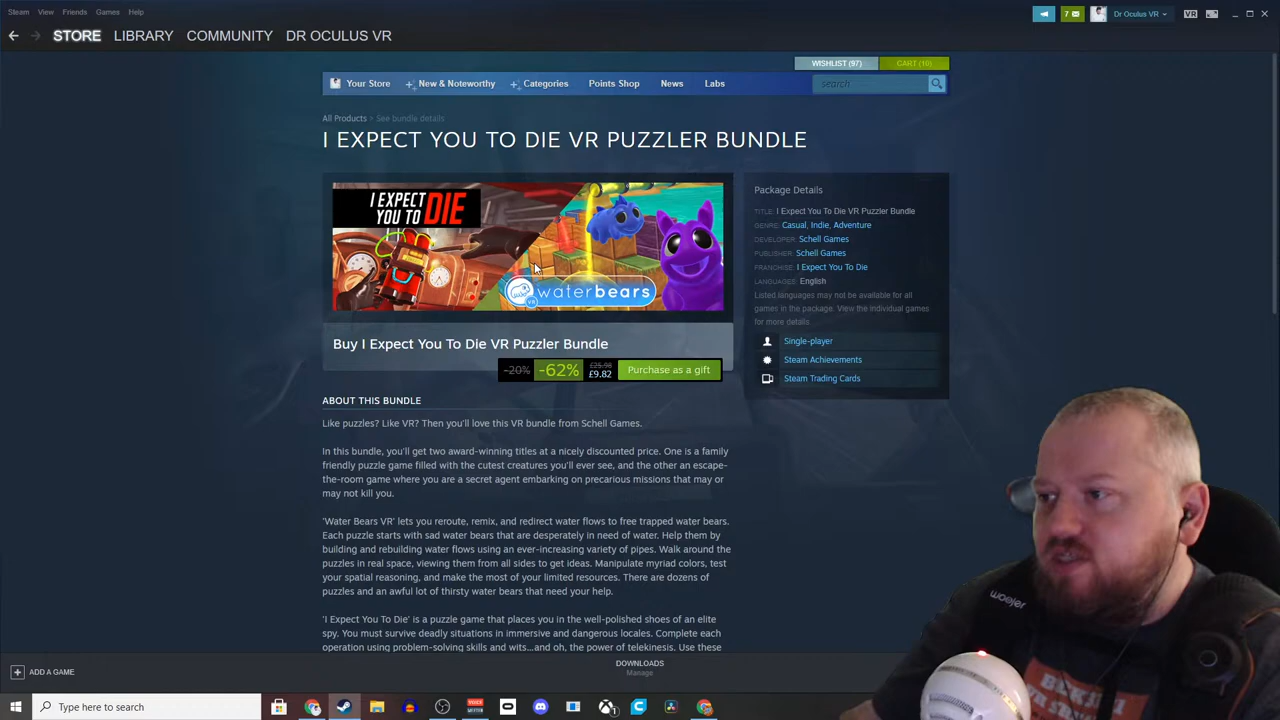 Steam View Friends Games Help
7
Dr Oculus VR
VR
STORE LIBRARY COMMUNITY DR OCULUS VR
WISHLIST (97) CART (10)
Your Store New & Noteworthy Categories Points Shop News Labs search
All Products > See bundle details
I EXPECT YOU TO DIE VR PUZZLER BUNDLE
I EXPECT
YOU TO DIE
waterbears
VR
Buy I Expect You To Die VR Puzzler Bundle
-20% -62% £25.98 £9.82 Purchase as a gift
Package Details
TITLE: I Expect You To Die VR Puzzler Bundle
GENRE: Casual, Indie, Adventure
DEVELOPER: Schell Games
PUBLISHER: Schell Games
FRANCHISE: I Expect You To Die
LANGUAGES: English
Listed languages may not be available for all
games in the package. View the individual games
for more details
Single-player
Steam Achievements
Steam Trading Cards
ABOUT THIS BUNDLE
Like puzzles? Like VR? Then you'll love this VR bundle from Schell Games.
In this bundle, you'll get two award-winning titles at a nicely discounted price. One is a family
friendly puzzle game filled with the cutest creatures you'll ever see, and the other an escape-
the-room game where you are a secret agent embarking on precarious missions that may or
may not kill you.
'Water Bears VR' lets you reroute, remix, and redirect water flows to free trapped water bears.
Each puzzle starts with sad water bears that are desperately in need of water. Help them by
building and rebuilding water flows using an ever-increasing variety of pipes. Walk around the
puzzles in real space, viewing them from all sides to get ideas. Manipulate myriad colors, test
your spatial reasoning, and make the most of your limited resources. There are dozens of
puzzles and an awful lot of thirsty water bears that need your help.
'I Expect You To Die' is a puzzle game that places you in the well-polished shoes of an elite
spy. You must survive deadly situations in immersive and dangerous locales. Complete each
operation using problem-solving skills and wits...and oh, the power of telekinesis. Use these
woojer
ADD A GAME
DOWNLOADS
Manage
Type here to search